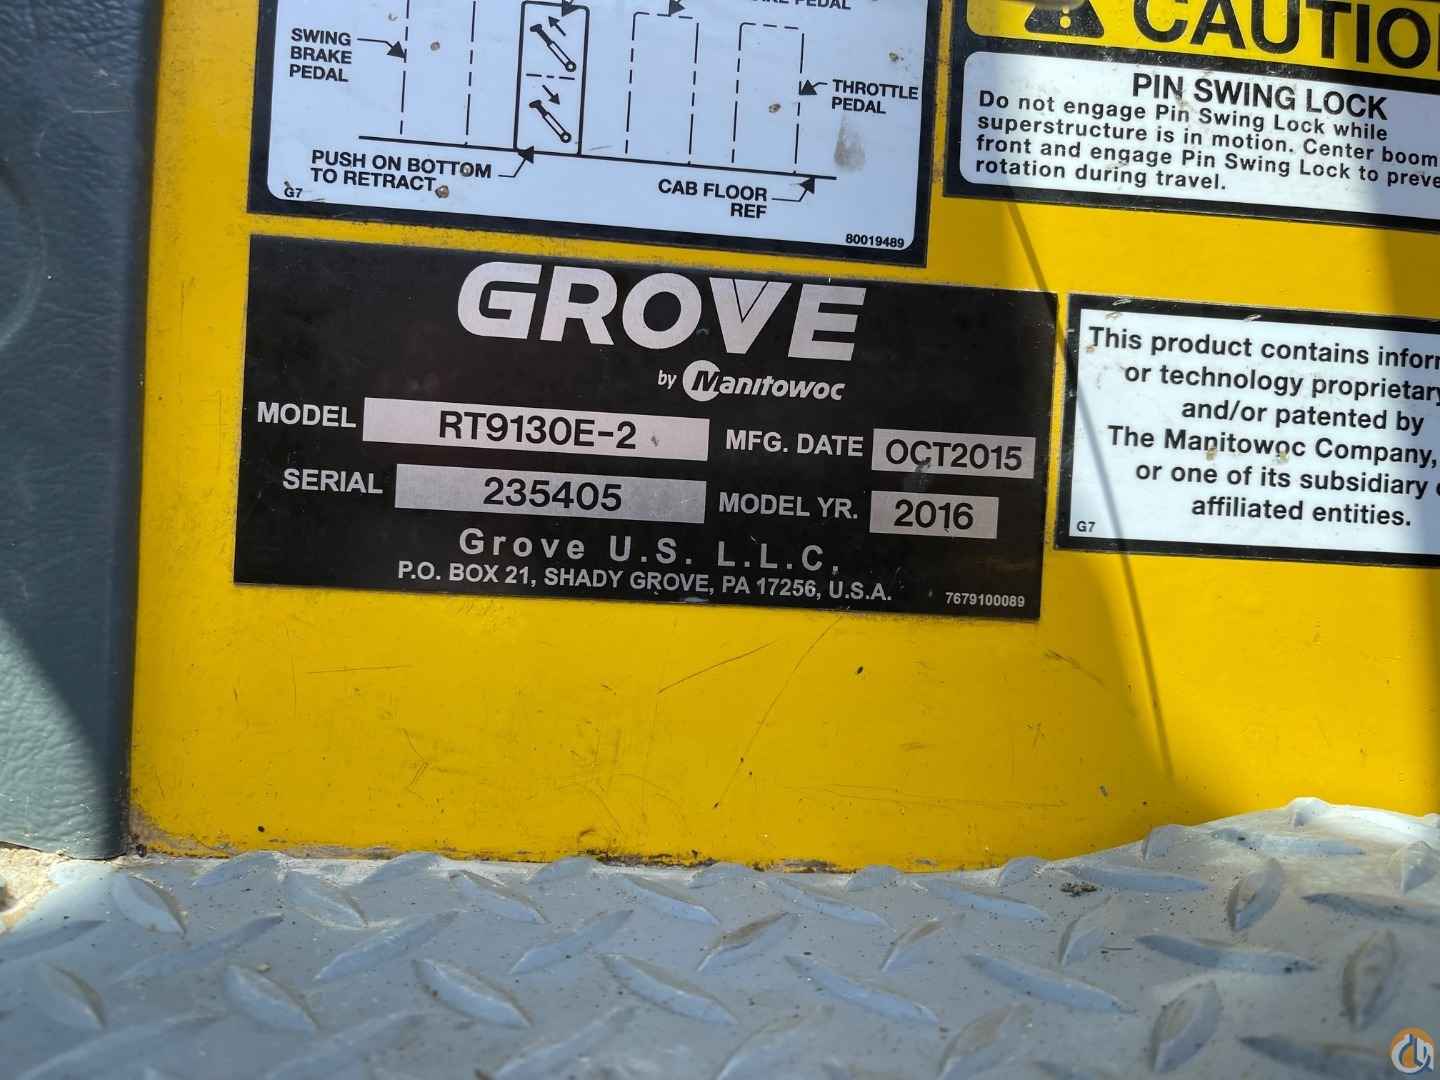 PEDAL
SWING
BRAKE
PEDAL
THROTTLE
PEDAL
PUSH ON BOTTOM
TO RETRACT
CAB FLOOR
REF
G7
80019489
CAUTIO
PIN SWING LOCK
Do not engage Pin Swing Lock while
superstructure is in motion. Center boom
front and engage Pin Swing Lock to preve
rotation during travel.
GROVE
by Manitowoc
MODEL RT9130E-2 MFG. DATE OCT2015
SERIAL 235405 MODEL YR. 2016
Grove U.S. L.L.C.
P.O. BOX 21, SHADY GROVE, PA 17256, U.S.A.
7679100089
This product contains inform
or technology proprietary
and/or patented by
The Manitowoc Company,
or one of its subsidiary
affiliated entities.
G7